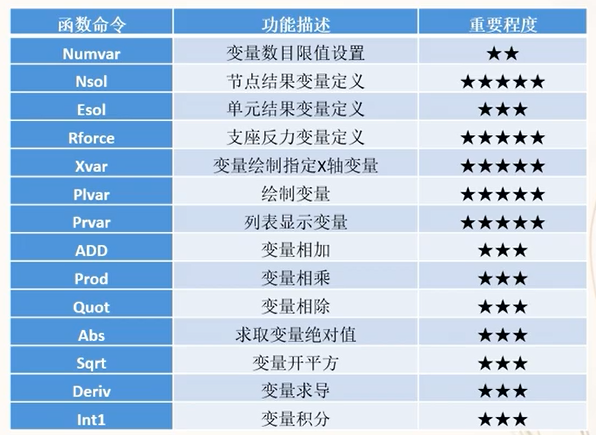 函数命令 功能描述 重要程度
Numvar 变量数目限值设置 ★★
Nsol 节点结果变量定义 ★★★★★
Esol 单元结果变量定义 ★★★
Rforce 支座反力变量定义 ★★★★★
Xvar 变量绘制指定X轴变量 ★★★★★
Plvar 绘制变量 ★★★★★
Prvar 列表显示变量 ★★★★★
ADD 变量相加 ★★★
Prod 变量相乘 ★★★
Quot 变量相除 ★★★
Abs 求取变量绝对值 ★★★
Sqrt 变量开平方 ★★★
Deriv 变量求导 ★★★
Int1 变量积分 ★★★